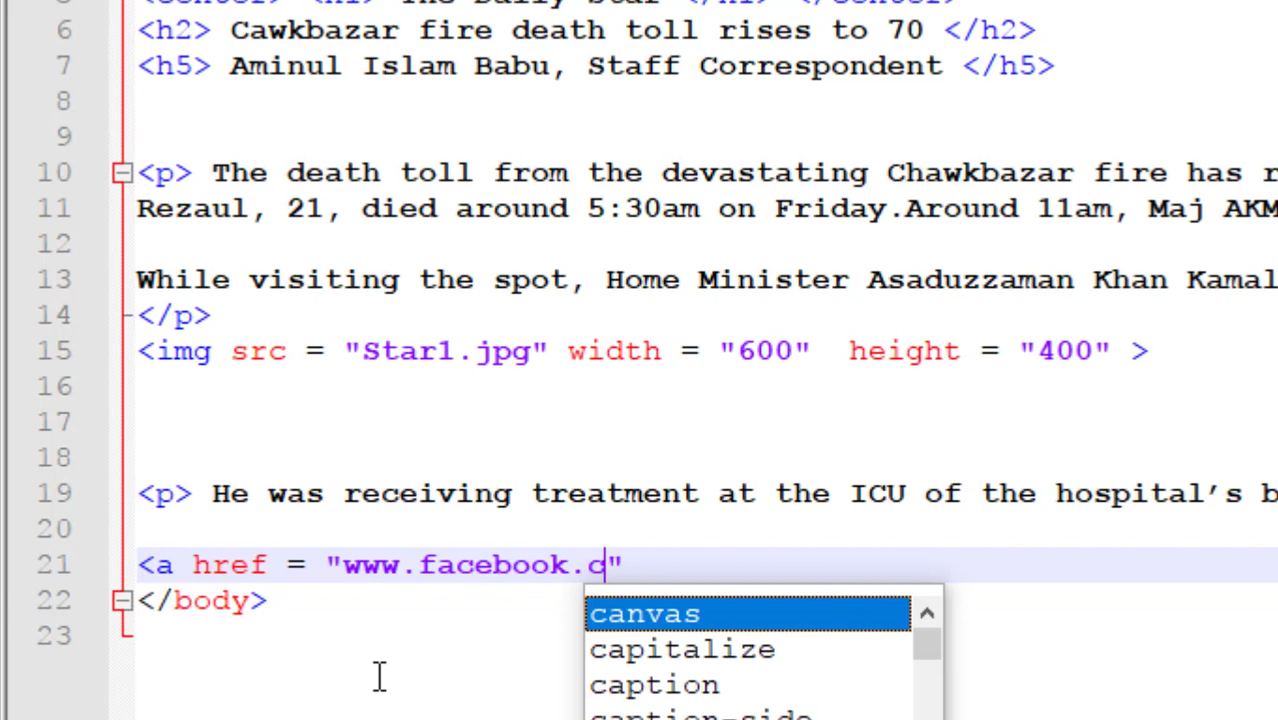 6 <h2> Cawkbazar fire death toll rises to 70 </h2>
7 <h5> Aminul Islam Babu, Staff Correspondent </h5>
8
9
10 <p> The death toll from the devastating Chawkbazar fire has
11 Rezaul, 21, died around 5:30am on Friday.Around 11am, Maj AKM
12
13 While visiting the spot, Home Minister Asaduzzaman Khan Kamal
14 </p>
15 <img src = "Star1.jpg" width = "600" height = "400" >
16
17
18
19 <p> He was receiving treatment at the ICU of the hospital’s
20
21 <a href = "www.facebook.c"
22 </body>
23
canvas
capitalize
caption